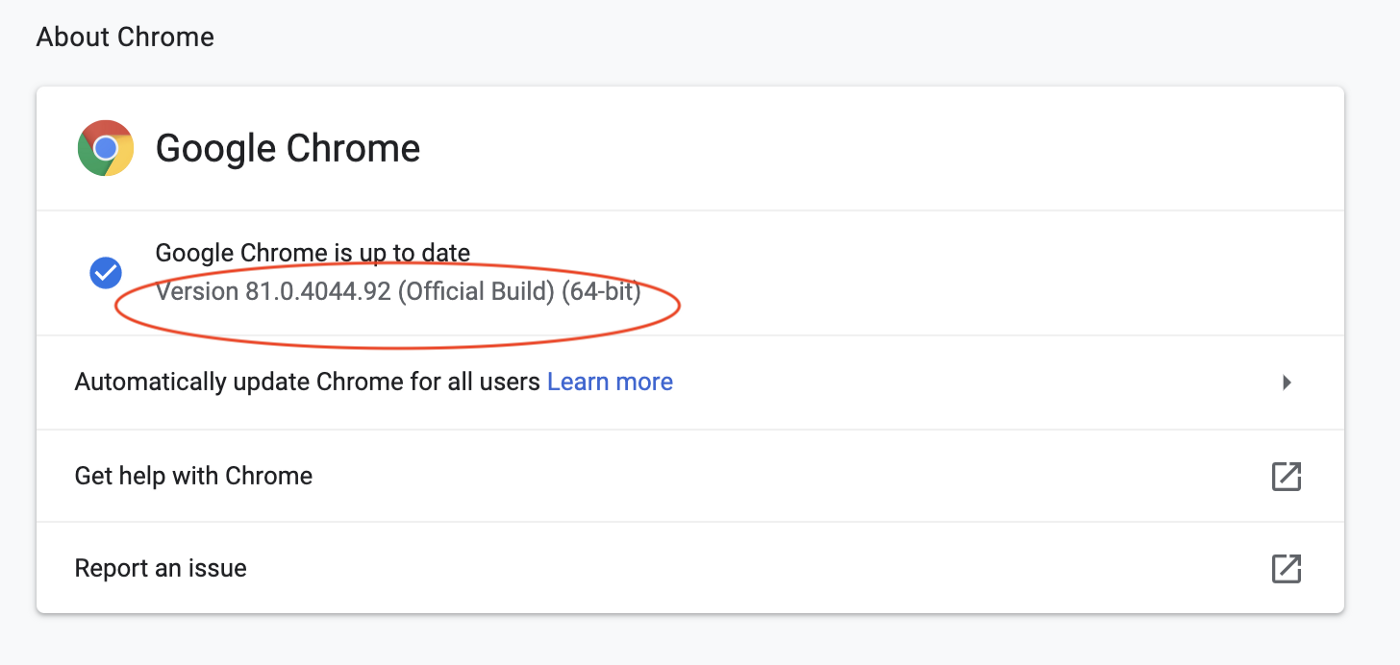 About Chrome
Google Chrome
Google Chrome is up to date
Version 81.0.4044.92 (Official Build) (64-bit)
Automatically update Chrome for all users Learn more
Get help with Chrome
Report an issue